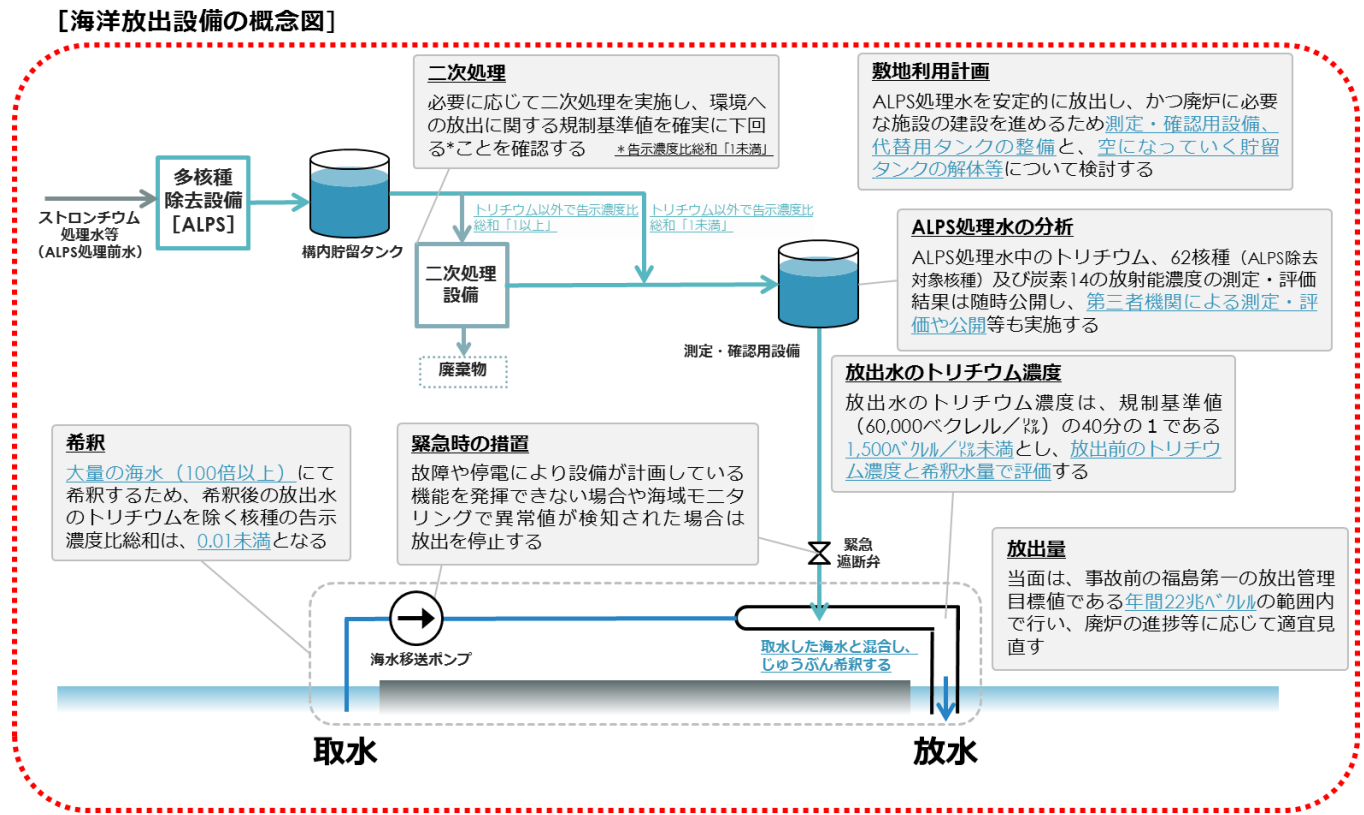 [海洋放出設備の概念図]
二次処理
必要に応じて二次処理を実施し、環境へ
の放出に関する規制基準値を確実に下回
る*ことを確認する
*告示濃度比総和「1未満」
敷地利用計画
ALPS処理水を安定的に放出し、かつ廃炉に必要
な施設の建設を進めるため測定・確認用設備、
代替用タンクの整備と、空になっていく貯留
タンクの解体等について検討する
ストロンチウム
処理水等
（ALPS処理前水）
多核種
除去設備
[ALPS]
構内貯留タンク
トリチウム以外で告示濃度比
総和「1以上」
トリチウム以外で告示濃度比
総和「1未満」
二次処理
設備
廃棄物
測定・確認用設備
ALPS処理水の分析
ALPS処理水中のトリチウム、62核種（ALPS除去
対象核種）及び炭素14の放射能濃度の測定・評価
結果は随時公開し、第三者機関による測定・評
価や公開等も実施する
放出水のトリチウム濃度
放出水のトリチウム濃度は、規制基準値
（60,000ベクレル／㍑）の40分の１である
1,500ﾍﾞｸﾚﾙ／㍑未満とし、放出前のトリチウ
ム濃度と希釈水量で評価する
希釈
大量の海水（100倍以上）にて
希釈するため、希釈後の放出水
のトリチウムを除く核種の告示
濃度比総和は、0.01未満となる
緊急時の措置
故障や停電により設備が計画している
機能を発揮できない場合や海域モニタ
リングで異常値が検知された場合は
放出を停止する
緊急
遮断弁
放出量
当面は、事故前の福島第一の放出管理
目標値である年間22兆ﾍﾞｸﾚﾙの範囲内
で行い、廃炉の進捗等に応じて適宜見
直す
海水移送ポンプ
取水した海水と混合し、
じゅうぶん希釈する
取水
放水